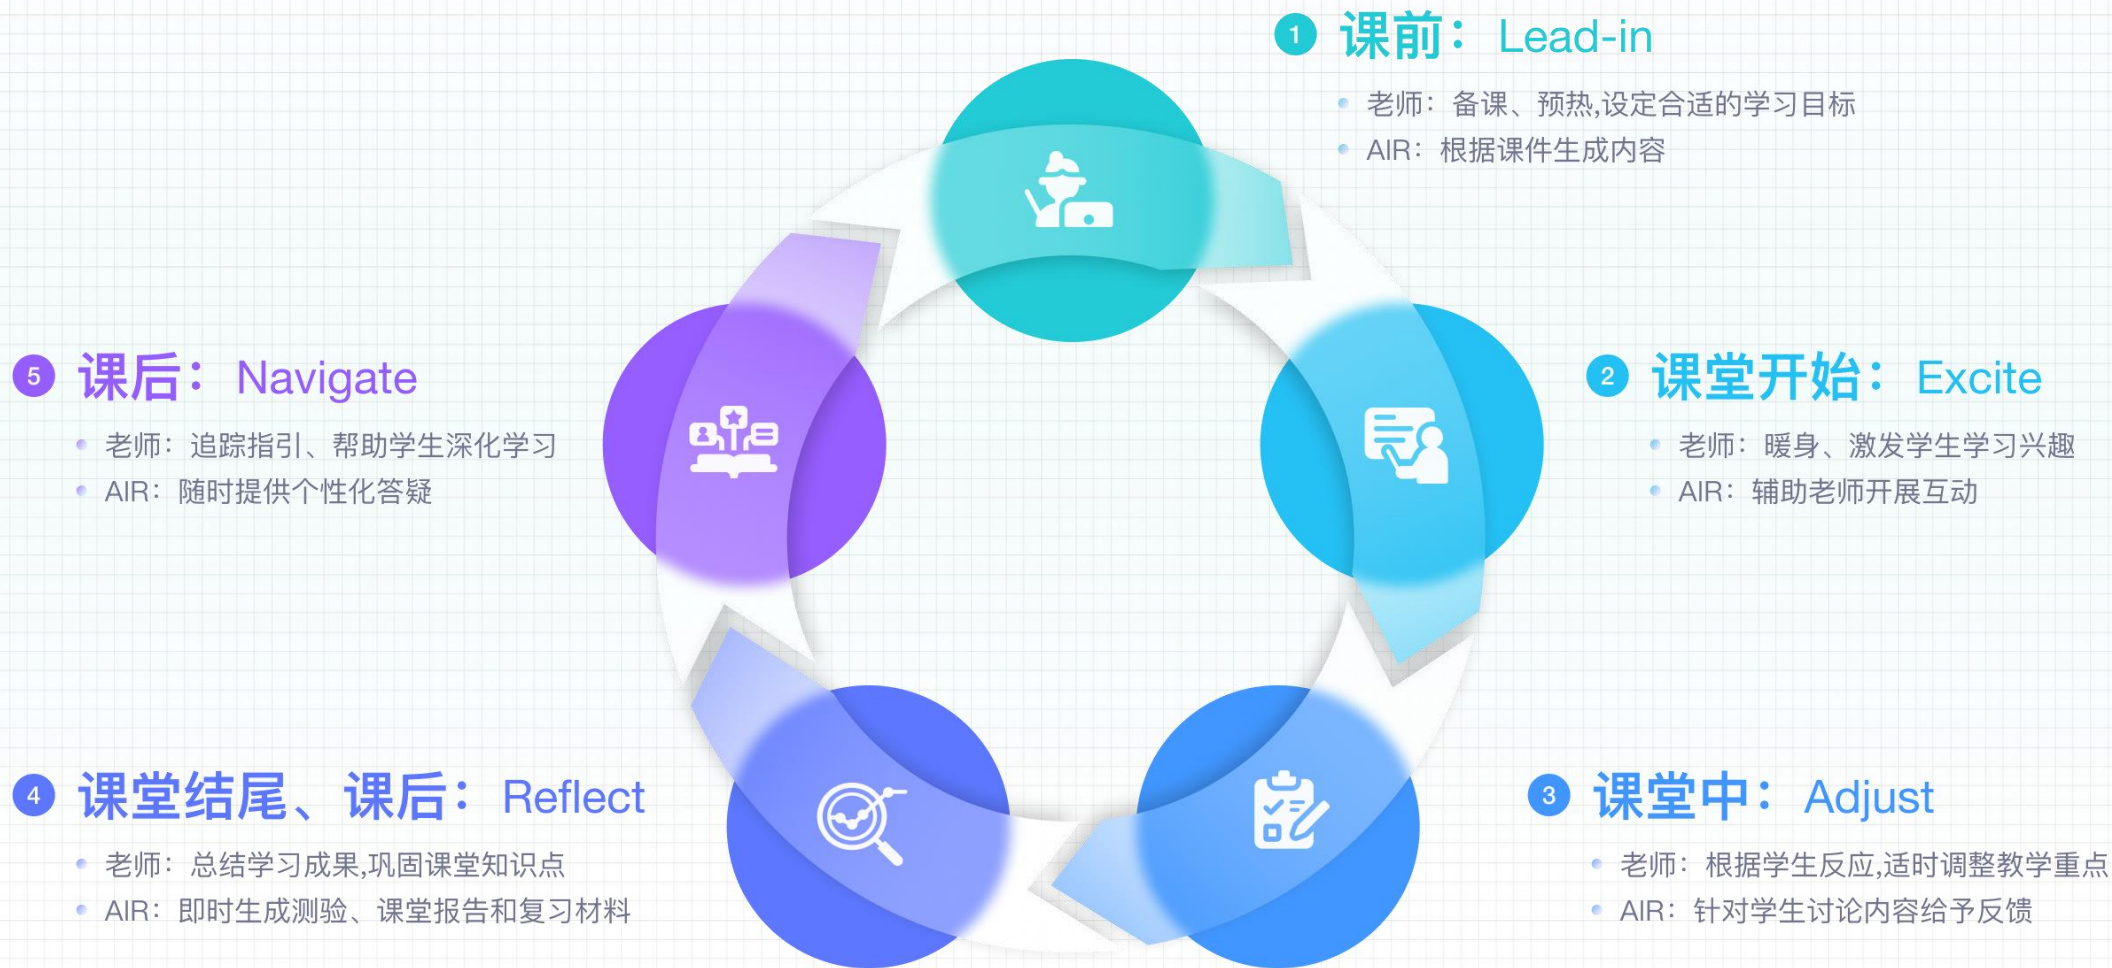 1 课前：Lead-in
老师：备课、预热,设定合适的学习目标
AIR：根据课件生成内容
2 课堂开始：Excite
老师：暖身、激发学生学习兴趣
AIR：辅助老师开展互动
3 课堂中：Adjust
老师：根据学生反应,适时调整教学重点
AIR：针对学生讨论内容给予反馈
4 课堂结尾、课后：Reflect
老师：总结学习成果,巩固课堂知识点
AIR：即时生成测验、课堂报告和复习材料
5 课后：Navigate
老师：追踪指引、帮助学生深化学习
AIR：随时提供个性化答疑